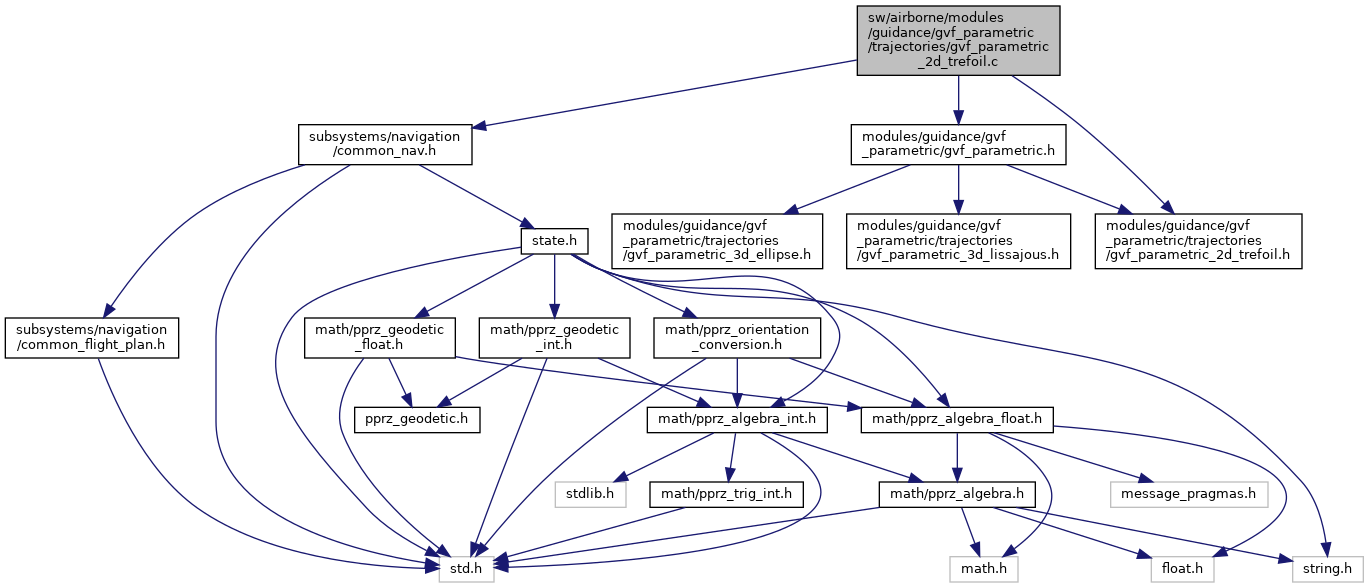 sw/airborne/modules
/guidance/gvf_parametric
/trajectories/gvf_parametric
_2d_trefoil.c
subsystems/navigation
/common_nav.h
modules/guidance/gvf
_parametric/gvf_parametric.h
state.h
modules/guidance/gvf
_parametric/trajectories
/gvf_parametric_3d_ellipse.h
modules/guidance/gvf
_parametric/trajectories
/gvf_parametric_3d_lissajous.h
modules/guidance/gvf
_parametric/trajectories
/gvf_parametric_2d_trefoil.h
subsystems/navigation
/common_flight_plan.h
math/pprz_geodetic
_float.h
math/pprz_geodetic
_int.h
math/pprz_orientation
_conversion.h
pprz_geodetic.h
math/pprz_algebra_int.h
math/pprz_algebra_float.h
stdlib.h
math/pprz_trig_int.h
math/pprz_algebra.h
message_pragmas.h
std.h
math.h
float.h
string.h